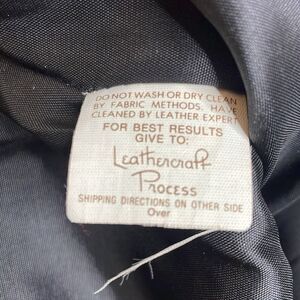 DO NOT WASH OR DRY CLEAN
BY FABRIC METHODS. HAVE
CLEANED BY LEATHER EXPERT
FOR BEST RESULTS
GIVE TO:
Leathercraft
Process
SHIPPING DIRECTIONS ON OTHER SIDE
Over